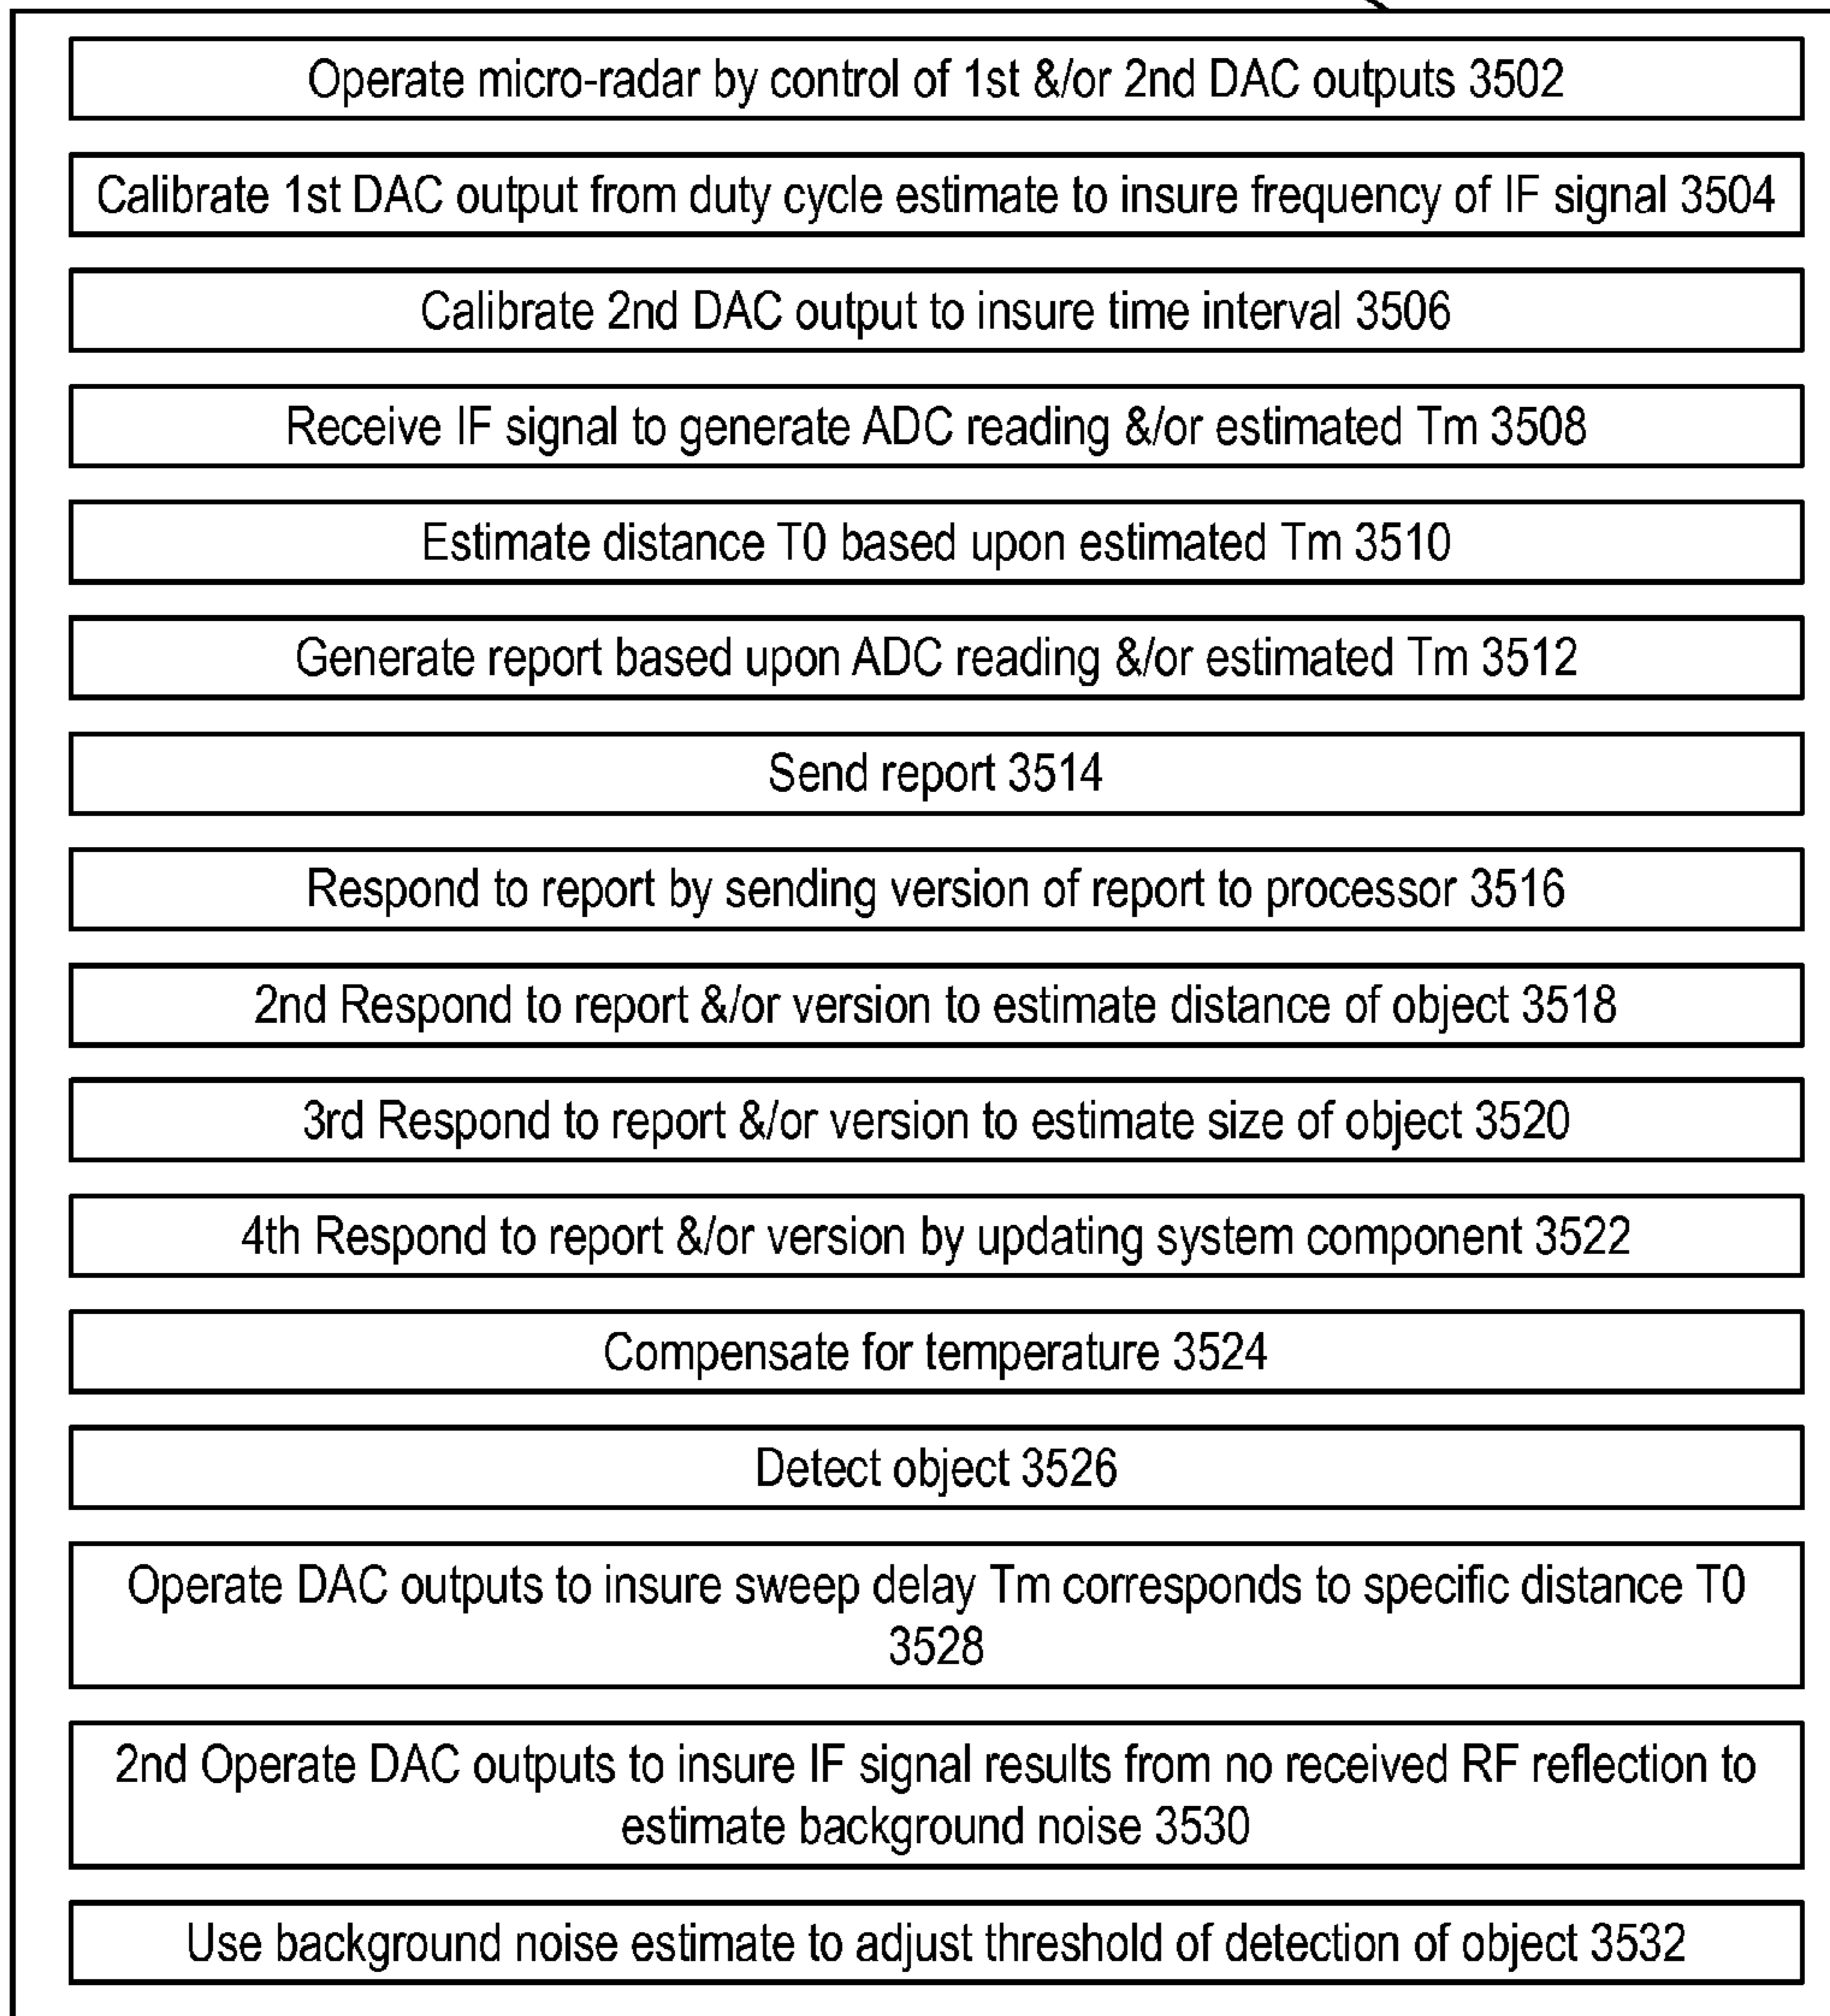 Operate micro-radar by control of 1st &/or 2nd DAC outputs 3502
Calibrate 1st DAC output from duty cycle estimate to insure frequency of IF signal 3504
Calibrate 2nd DAC output to insure time interval 3506
Receive IF signal to generate ADC reading &/or estimated Tm 3508
Estimate distance T0 based upon estimated Tm 3510
Generate report based upon ADC reading &/or estimated Tm 3512
Send report 3514
Respond to report by sending version of report to processor 3516
2nd Respond to report &/or version to estimate distance of object 3518
3rd Respond to report &/or version to estimate size of object 3520
4th Respond to report &/or version by updating system component 3522
Compensate for temperature 3524
Detect object 3526
Operate DAC outputs to insure sweep delay Tm corresponds to specific distance T0
3528
2nd Operate DAC outputs to insure IF signal results from no received RF reflection to
estimate background noise 3530
Use background noise estimate to adjust threshold of detection of object 3532